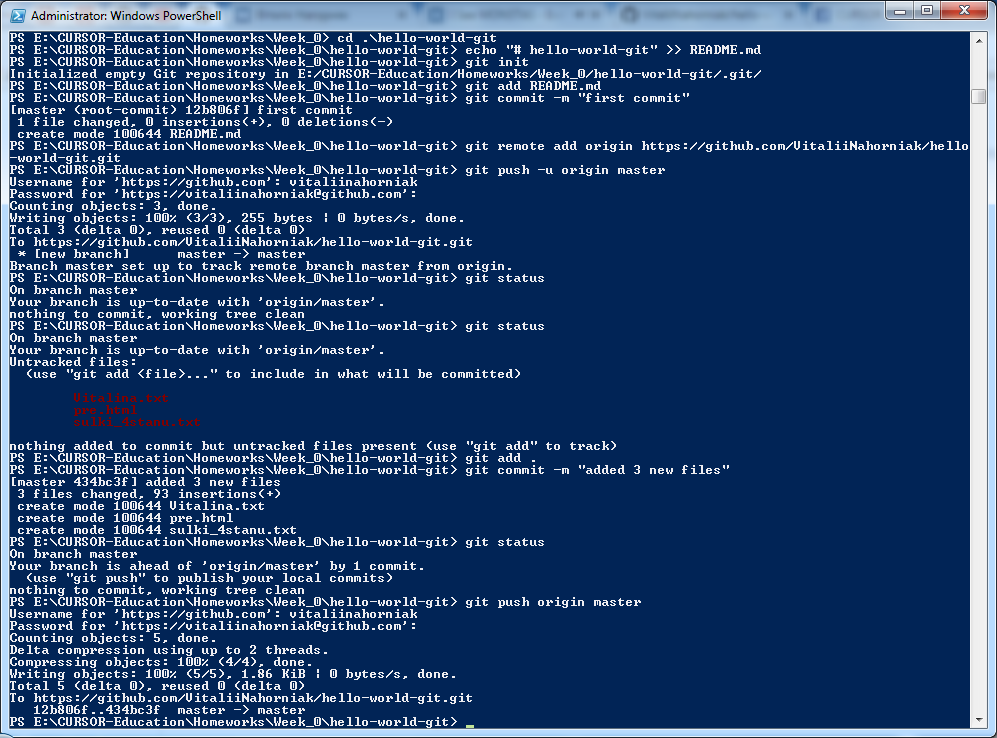 Administrator: Windows PowerShell
PS E:\CURSOR-Education\Homeworks\Week_0> cd .\hello-world-git
PS E:\CURSOR-Education\Homeworks\Week_0\hello-world-git> echo "# hello-world-git" >> README.md
PS E:\CURSOR-Education\Homeworks\Week_0\hello-world-git> git init
Initialized empty Git repository in E:/CURSOR-Education/Homeworks/Week_0/hello-world-git/.git/
PS E:\CURSOR-Education\Homeworks\Week_0\hello-world-git> git add README.md
PS E:\CURSOR-Education\Homeworks\Week_0\hello-world-git> git commit -m "first commit"
[master (root-commit) 12b806f] first commit
 1 file changed, 0 insertions(+), 0 deletions(-)
 create mode 100644 README.md
PS E:\CURSOR-Education\Homeworks\Week_0\hello-world-git> git remote add origin https://github.com/VitaliiNahorniak/hello
-world-git.git
PS E:\CURSOR-Education\Homeworks\Week_0\hello-world-git> git push -u origin master
Username for 'https://github.com': vitaliinahorniak
Password for 'https://vitaliinahorniak@github.com':
Counting objects: 3, done.
Writing objects: 100% (3/3), 255 bytes | 0 bytes/s, done.
Total 3 (delta 0), reused 0 (delta 0)
To https://github.com/VitaliiNahorniak/hello-world-git.git
 * [new branch]      master -> master
Branch master set up to track remote branch master from origin.
PS E:\CURSOR-Education\Homeworks\Week_0\hello-world-git> git status
On branch master
Your branch is up-to-date with 'origin/master'.
nothing to commit, working tree clean
PS E:\CURSOR-Education\Homeworks\Week_0\hello-world-git> git status
On branch master
Your branch is up-to-date with 'origin/master'.
Untracked files:
  (use "git add <file>..." to include in what will be committed)
        Vitalina.txt
        pre.html
        sulki_4stanu.txt
nothing added to commit but untracked files present (use "git add" to track)
PS E:\CURSOR-Education\Homeworks\Week_0\hello-world-git> git add .
PS E:\CURSOR-Education\Homeworks\Week_0\hello-world-git> git commit -m "added 3 new files"
[master 434bc3f] added 3 new files
 3 files changed, 93 insertions(+)
 create mode 100644 Vitalina.txt
 create mode 100644 pre.html
 create mode 100644 sulki_4stanu.txt
PS E:\CURSOR-Education\Homeworks\Week_0\hello-world-git> git status
On branch master
Your branch is ahead of 'origin/master' by 1 commit.
  (use "git push" to publish your local commits)
nothing to commit, working tree clean
PS E:\CURSOR-Education\Homeworks\Week_0\hello-world-git> git push origin master
Username for 'https://github.com': vitaliinahorniak
Password for 'https://vitaliinahorniak@github.com':
Counting objects: 5, done.
Delta compression using up to 2 threads.
Compressing objects: 100% (4/4), done.
Writing objects: 100% (5/5), 1.86 KiB | 0 bytes/s, done.
Total 5 (delta 0), reused 0 (delta 0)
To https://github.com/VitaliiNahorniak/hello-world-git.git
   12b806f..434bc3f  master -> master
PS E:\CURSOR-Education\Homeworks\Week_0\hello-world-git>